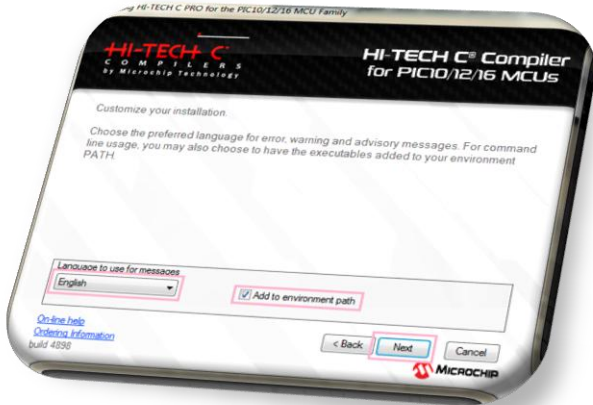 HI-TECH C PRO for the PIC10/12/16 MCU Family
HI-TECH C®
COMPILERS
by Microchip Technology
HI-TECH C® Compiler
for PIC10/12/16 MCUs
Customize your installation.
Choose the preferred language for error, warning and advisory messages. For command
line usage, you may also choose to have the executables added to your environment
PATH.
Language to use for messages
English
Add to environment path
On-line help
Ordering Information
build 4898
< Back
Next
Cancel
MICROCHIP